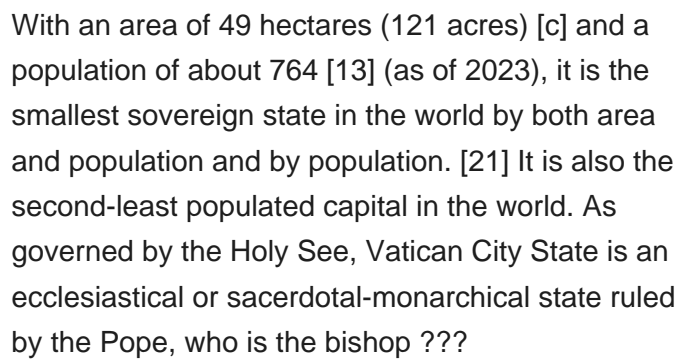 With an area of 49 hectares (121 acres) [c] and a
population of about 764 [13] (as of 2023), it is the
smallest sovereign state in the world by both area
and population and by population. [21] It is also the
second-least populated capital in the world. As
governed by the Holy See, Vatican City State is an
ecclesiastical or sacerdotal-monarchical state ruled
by the Pope, who is the bishop ???